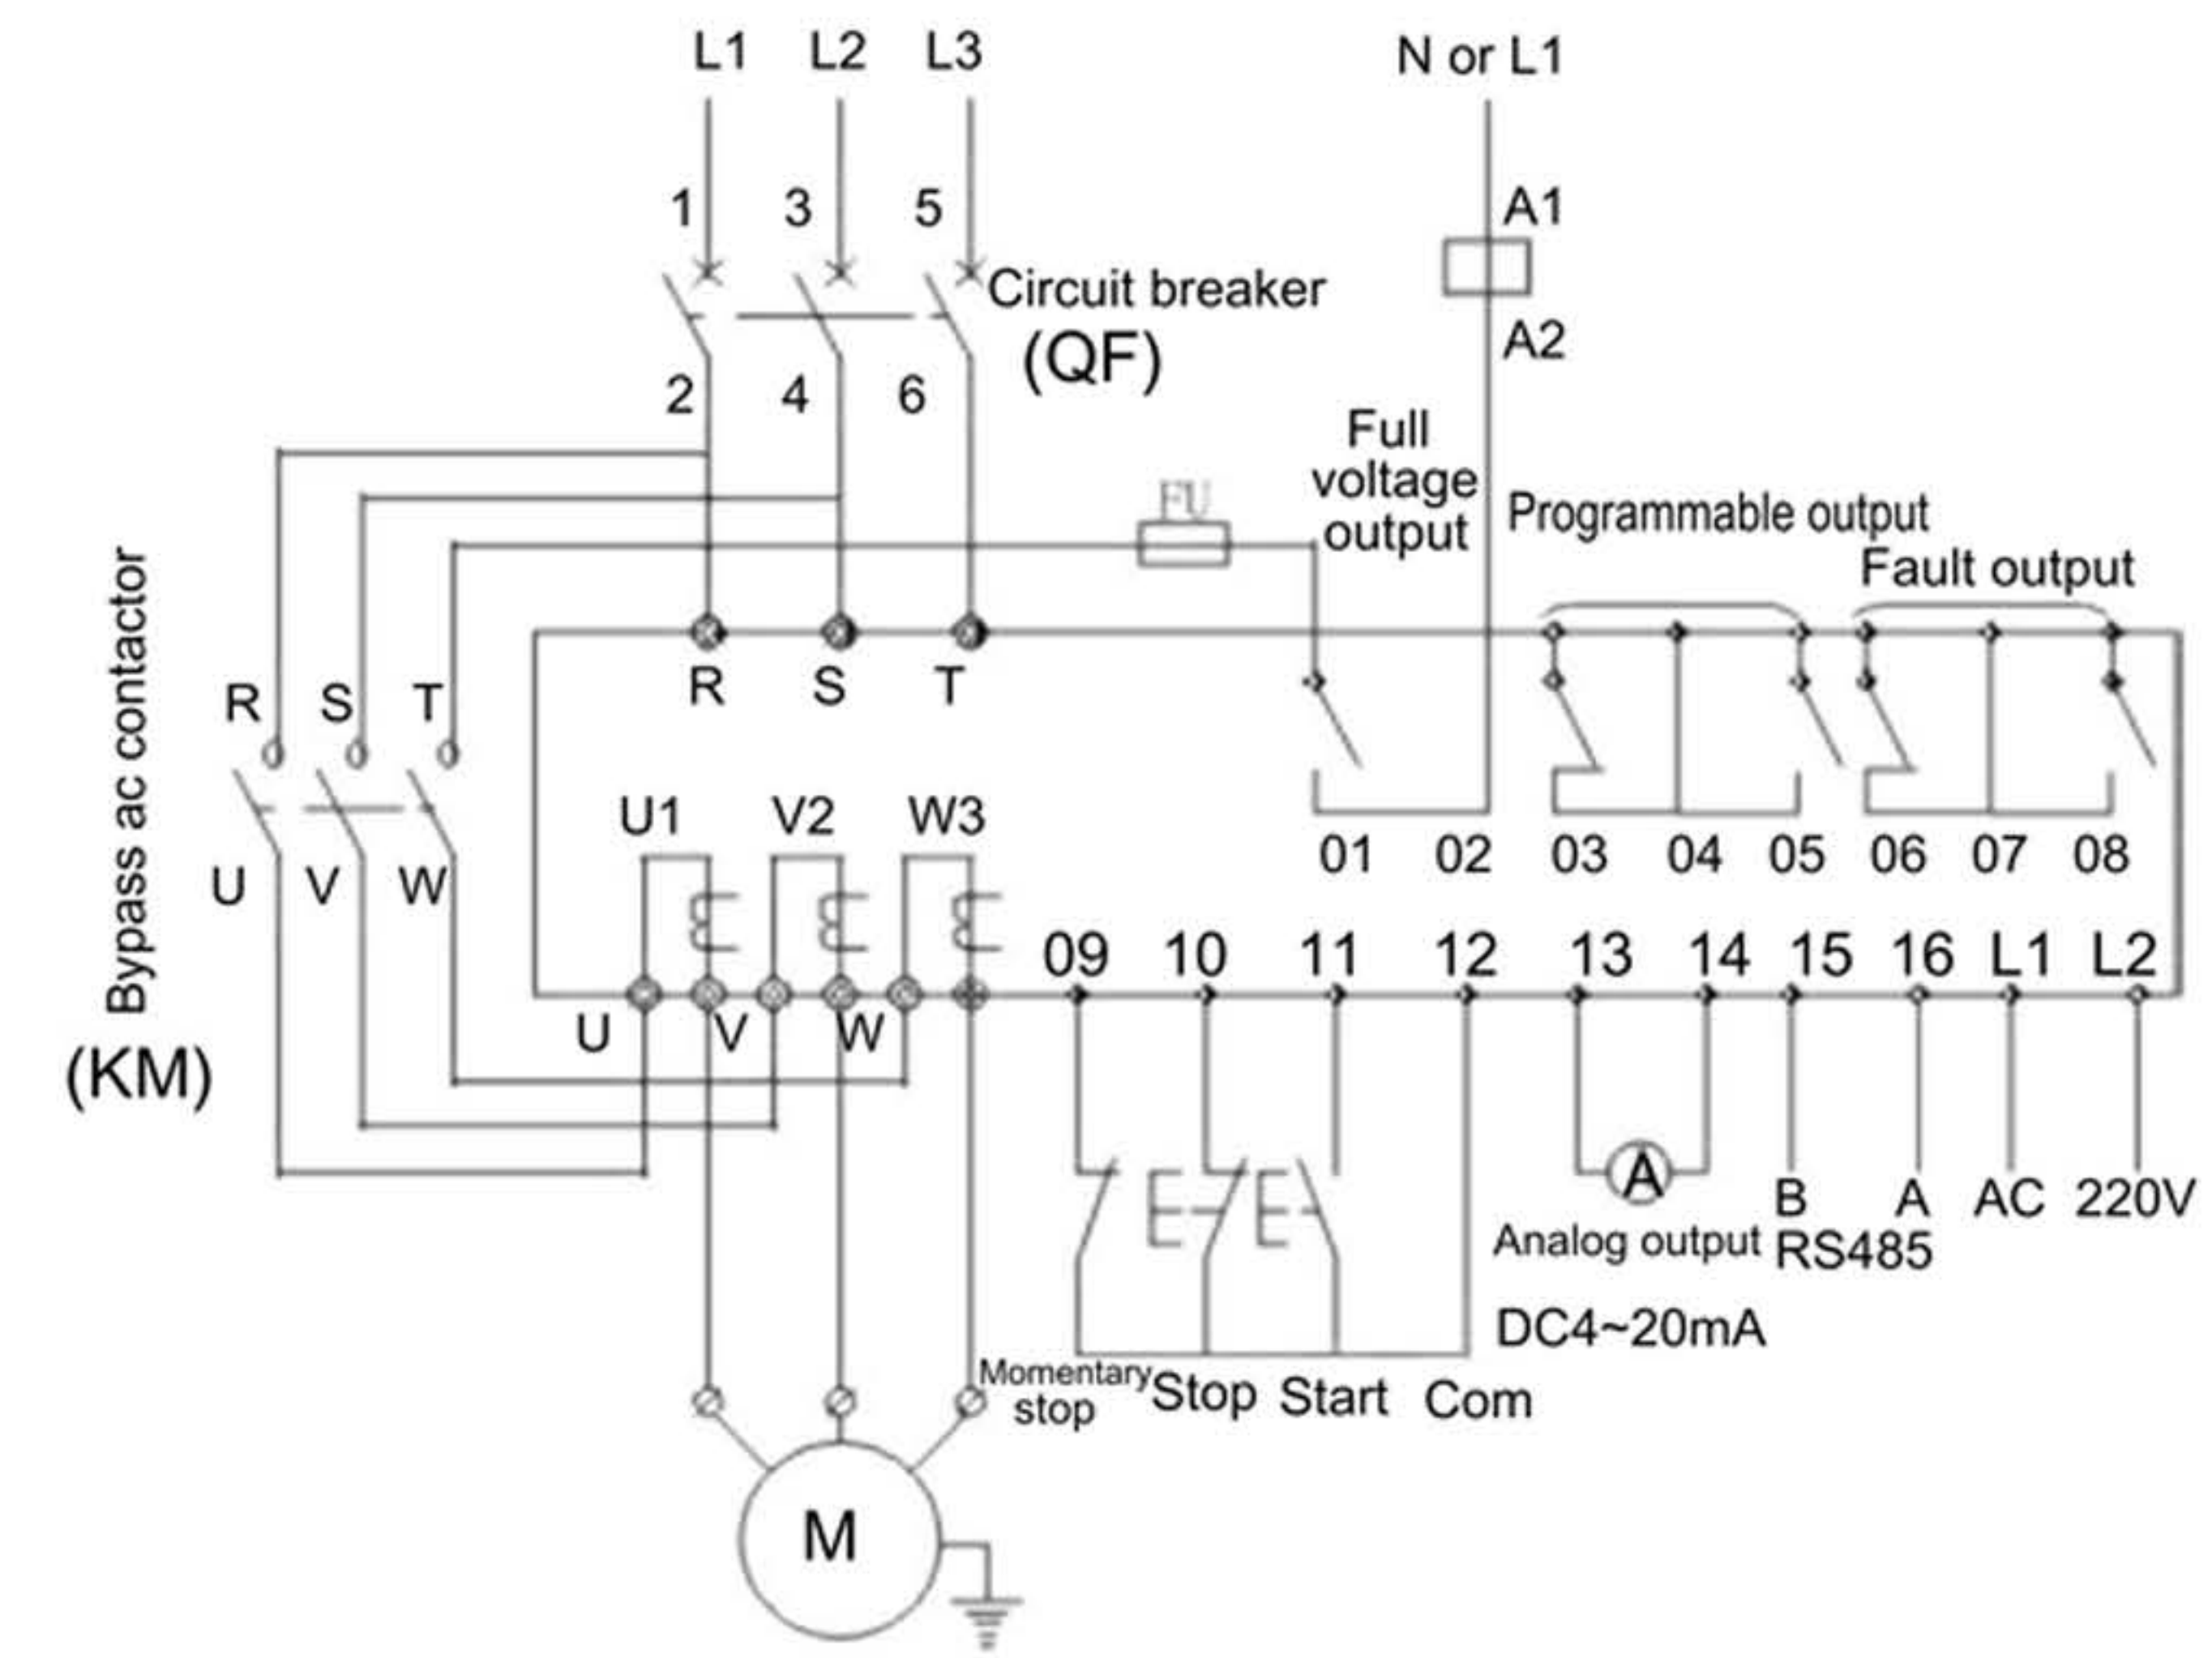 L1 L2 L3 N or L1
1 3 5 A1
Circuit breaker
(QF)
A2
2 4 6
Full
voltage
output
FU
Programmable output
Fault output
Bypass ac contactor
(KM)
R S T
R S T
U V W
U1 V2 W3
01 02 03 04 05 06 07 08
09 10 11 12 13 14 15 16 L1 L2
U V W
A
B A AC 220V
Analog output RS485
DC4~20mA
Momentary
stop
Stop Start Com
M